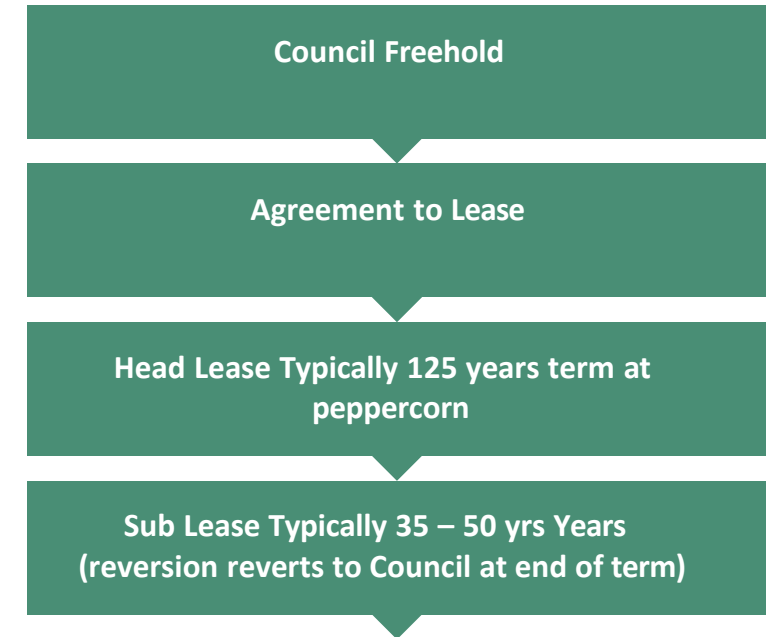 Council Freehold
Agreement to Lease
Head Lease Typically 125 years term at
peppercorn
Sub Lease Typically 35 – 50 yrs Years
(reversion reverts to Council at end of term)